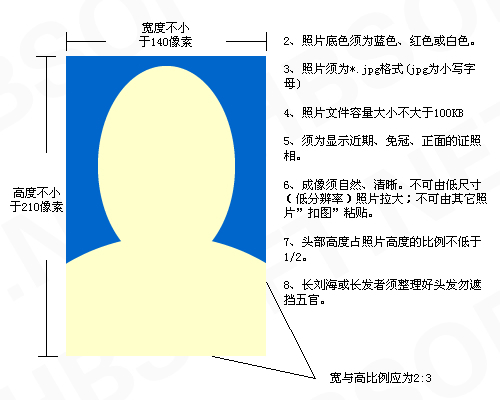 宽度不小
于140像素
高度不小
于210像素
2、照片底色须为蓝色、红色或白色。
3、照片须为*.jpg格式(jpg为小写字
母)
4、照片文件容量大小不大于100KB
5、须为显示近期、免冠、正面的证照
相。
6、成像须自然、清晰。不可由低尺寸
(低分辨率)照片拉大；不可由其它照
片”扣图”粘贴。
7、头部高度占照片高度的比例不低于
1/2。
8、长刘海或长发者须整理好头发勿遮
挡五官。
宽与高比例应为2:3